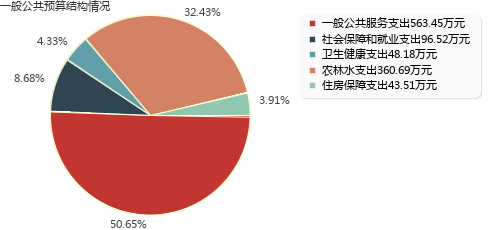 一般公共预算结构情况
32.43%
4.33%
8.68%
3.91%
50.65%
一般公共服务支出563.45万元
社会保障和就业支出96.52万元
卫生健康支出48.18万元
农林水支出360.69万元
住房保障支出43.51万元